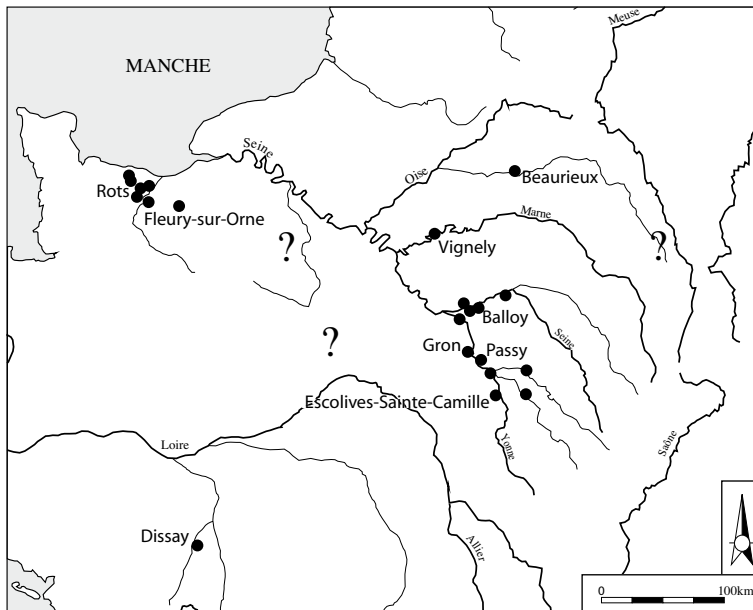 Meuse
MANCHE
Seine
Oise
Beaurieux
Rots
Fleury-sur-Orne
Marne
?
Vignely
?
Balloy
Seine
Gron
Passy
?
Escolives-Sainte-Camille
Yonne
Saône
Loire
Dissay
Allier
0 100km